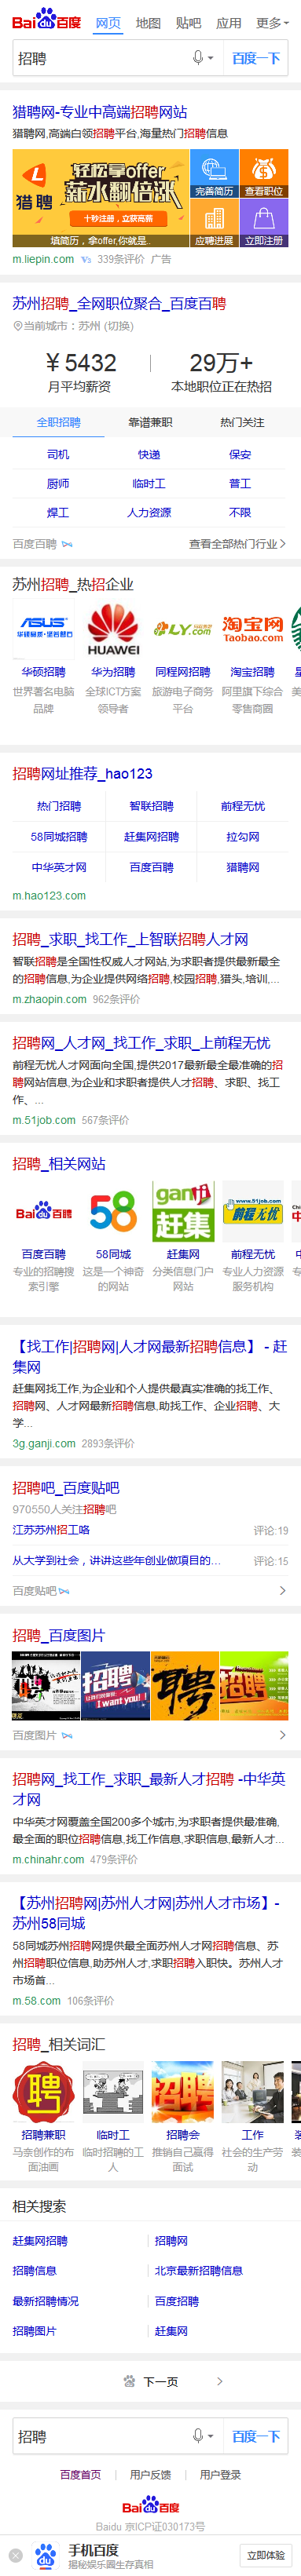 Bai 百度 网页 地图 贴吧 应用 更多
招聘 百度一下
猎聘网-专业中高端招聘网站
猎聘网,高端白领招聘平台,海量热门招聘信息
猎聘
轻松拿offer
薪水翻倍涨
十秒注册,立获高薪
填简历，拿offer,你就是..
完善简历 查看职位
应聘进展 立即注册
m.liepin.com V3 339条评价 广告
苏州招聘_全网职位聚合_百度百聘
当前城市：苏州 (切换)
¥5432 29万+
月平均薪资 本地职位正在热招
全职招聘 靠谱兼职 热门关注
司机 快递 保安
厨师 临时工 普工
焊工 人力资源 不限
百度百聘 查看全部热门行业
苏州招聘_热招企业
ASUS
华硕品质·坚若磐石
HUAWEI
LY.com
淘宝网
Taobao.com
华硕招聘 华为招聘 同程网招聘 淘宝招聘
世界著名电脑 全球ICT方案 旅游电子商务 阿里旗下综合
品牌 领导者 平台 零售商圈
招聘网址推荐_hao123
热门招聘 智联招聘 前程无忧
58同城招聘 赶集网招聘 拉勾网
中华英才网 百度百聘 猎聘网
m.hao123.com
招聘_求职_找工作_上智联招聘人才网
智联招聘是全国性权威人才网站,为求职者提供最新最全
的招聘信息,为企业提供网络招聘,校园招聘,猎头,培训,...
m.zhaopin.com 962条评价
招聘网_人才网_找工作_求职_上前程无忧
前程无忧人才网面向全国,提供2017最新最全最准确的招
聘网站信息,为企业和求职者提供人才招聘、求职、找工
作、...
m.51job.com 567条评价
招聘_相关网站
Bai 百聘
58
ganji
赶集
www.51job.com
前程无忧
百度百聘 58同城 赶集网 前程无忧
专业的招聘搜 这是一个神奇 分类信息门户 专业人力资源
索引擎 的网站 网站 服务机构
【找工作|招聘网|人才网最新招聘信息】 - 赶
集网
赶集网找工作,为企业和个人提供最真实准确的找工作、
招聘网、人才网最新招聘信息,助找工作、企业招聘、大
学...
3g.ganji.com 2893条评价
招聘吧_百度贴吧
970550人关注招聘吧
江苏苏州招工咯 评论:19
从大学到社会，讲讲这些年创业做項目的... 评论:15
百度贴吧
招聘_百度图片
招聘
I want you!
聘
招聘
百度图片
招聘网_找工作_求职_最新人才招聘 -中华英
才网
中华英才网覆盖全国200多个城市,为求职者提供最准确,
最全面的职位招聘信息,找工作信息,求职信息,最新人才...
m.chinahr.com 479条评价
【苏州招聘网|苏州人才网|苏州人才市场】-
苏州58同城
58同城苏州招聘网提供最全面苏州人才网招聘信息、苏
州招聘职位信息,助苏州人才,求职招聘入职快。苏州人才
市场首...
m.58.com 106条评价
招聘_相关词汇
聘
招聘
招聘兼职 临时工 招聘会 工作
马奈创作的布 临时招聘的工 推销自己赢得 社会的生产劳
面油画 人 面试 动
相关搜索
赶集网招聘 招聘网
招聘信息 北京最新招聘信息
最新招聘情况 百度招聘
招聘图片 赶集网
下一页
招聘 百度一下
百度首页 用户反馈 用户登录
Bai 百度
Baidu 京ICP证030173号
手机百度
揭秘娱乐圈生存真相
立即体验